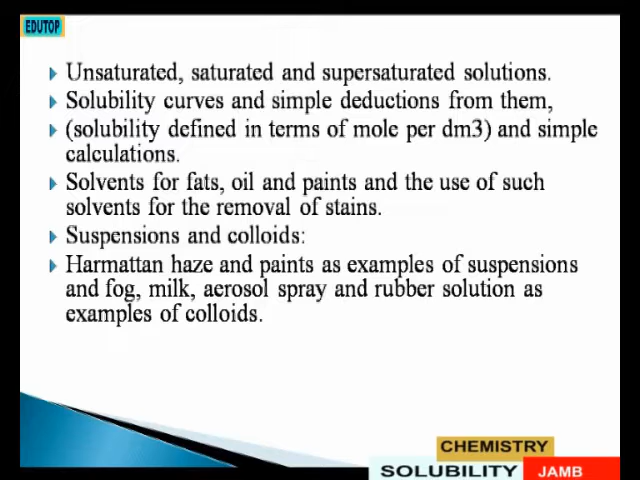 EDUTOP
Unsaturated, saturated and supersaturated solutions.
Solubility curves and simple deductions from them,
(solubility defined in terms of mole per dm3) and simple
calculations.
Solvents for fats, oil and paints and the use of such
solvents for the removal of stains.
Suspensions and colloids:
Harmattan haze and paints as examples of suspensions
and fog, milk, aerosol spray and rubber solution as
examples of colloids.
CHEMISTRY
SOLUBILITY JAMB